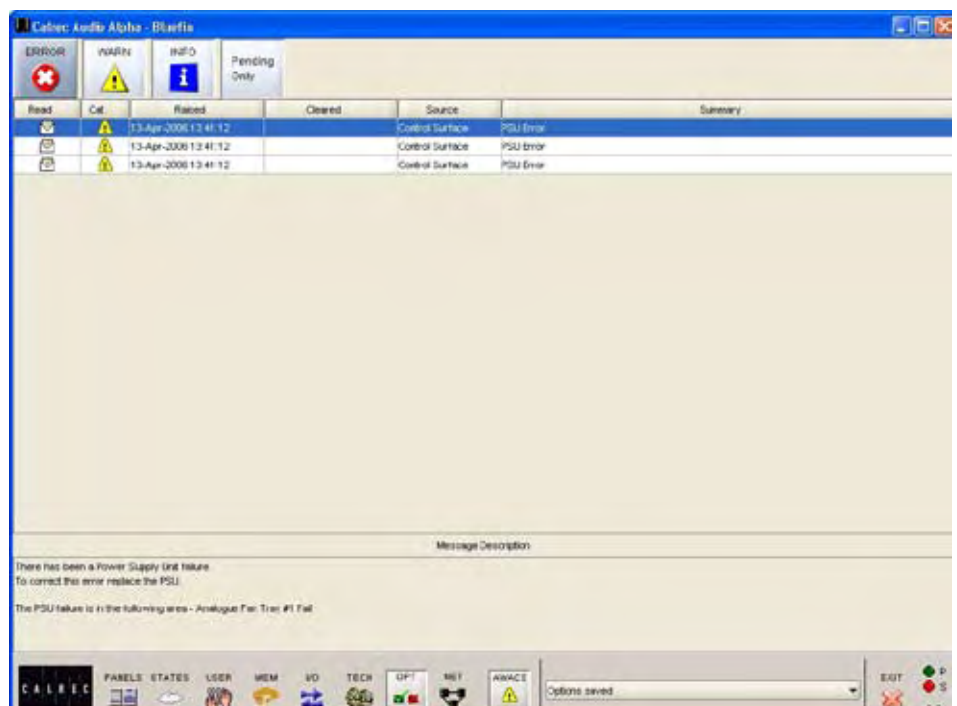 Calrec Audio Alpha - Bluefin
ERROR WARN INFO Pending Only
Read Cat. Raised Cleared Source Summary
13-Apr-2006 13:41:12 Control Surface PSU Error
13-Apr-2006 13:41:12 Control Surface PSU Error
13-Apr-2006 13:41:12 Control Surface PSU Error
Message Description
There has been a Power Supply Unit failure
To correct this error replace the PSU
The PSU failure is in the following area - Analogue Fan Tray #1 Fail
CALREC PANELS STATES USER MEM I/O TECH OPT NET AWACS Options saved EXIT P
S